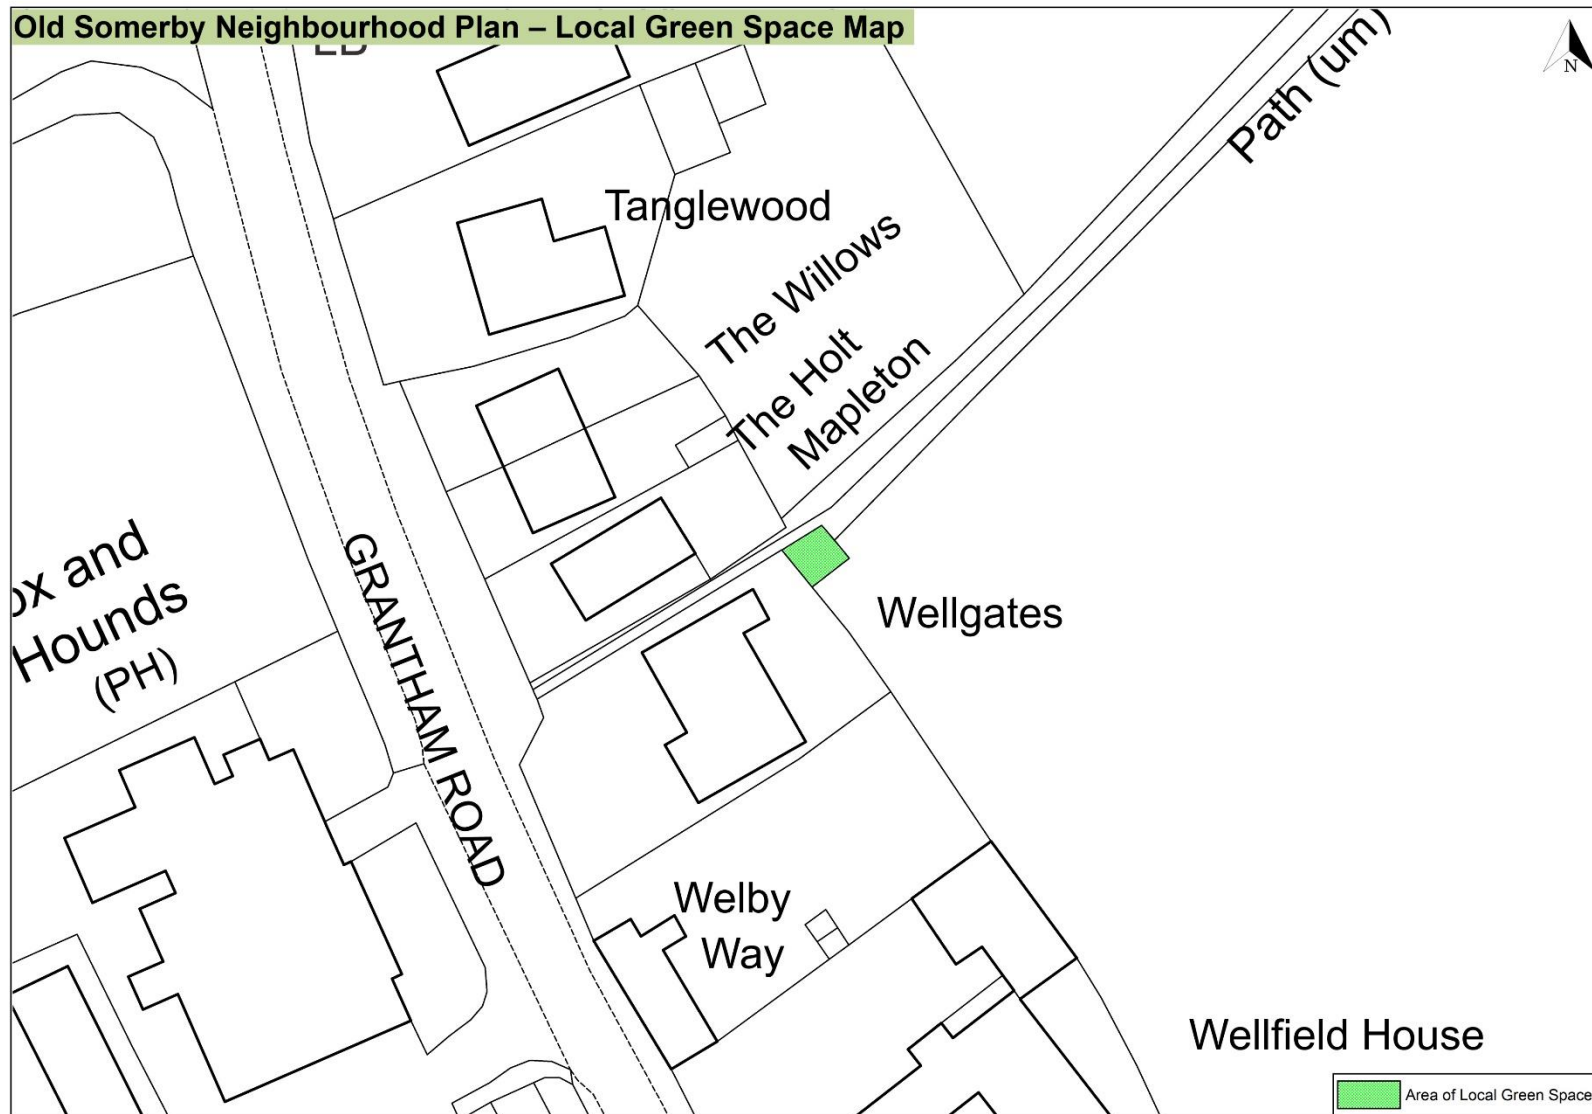 Old Somerby Neighbourhood Plan – Local Green Space Map
N
Path (um)
Tanglewood
The Willows
The Holt
Mapleton
GRANTHAM ROAD
Hounds
(PH)
and
Wellgates
Welby
Way
Wellfield House
Area of Local Green Space